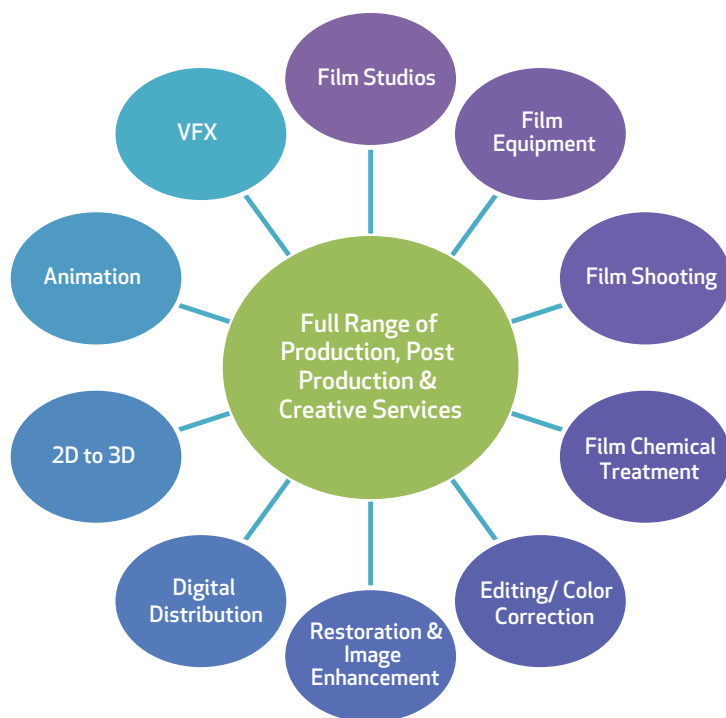 Film Studios
Film
Equipment
Film Shooting
Film Chemical
Treatment
Editing/ Color
Correction
Restoration &
Image
Enhancement
Digital
Distribution
2D to 3D
Animation
VFX
Full Range of
Production, Post
Production &
Creative Services